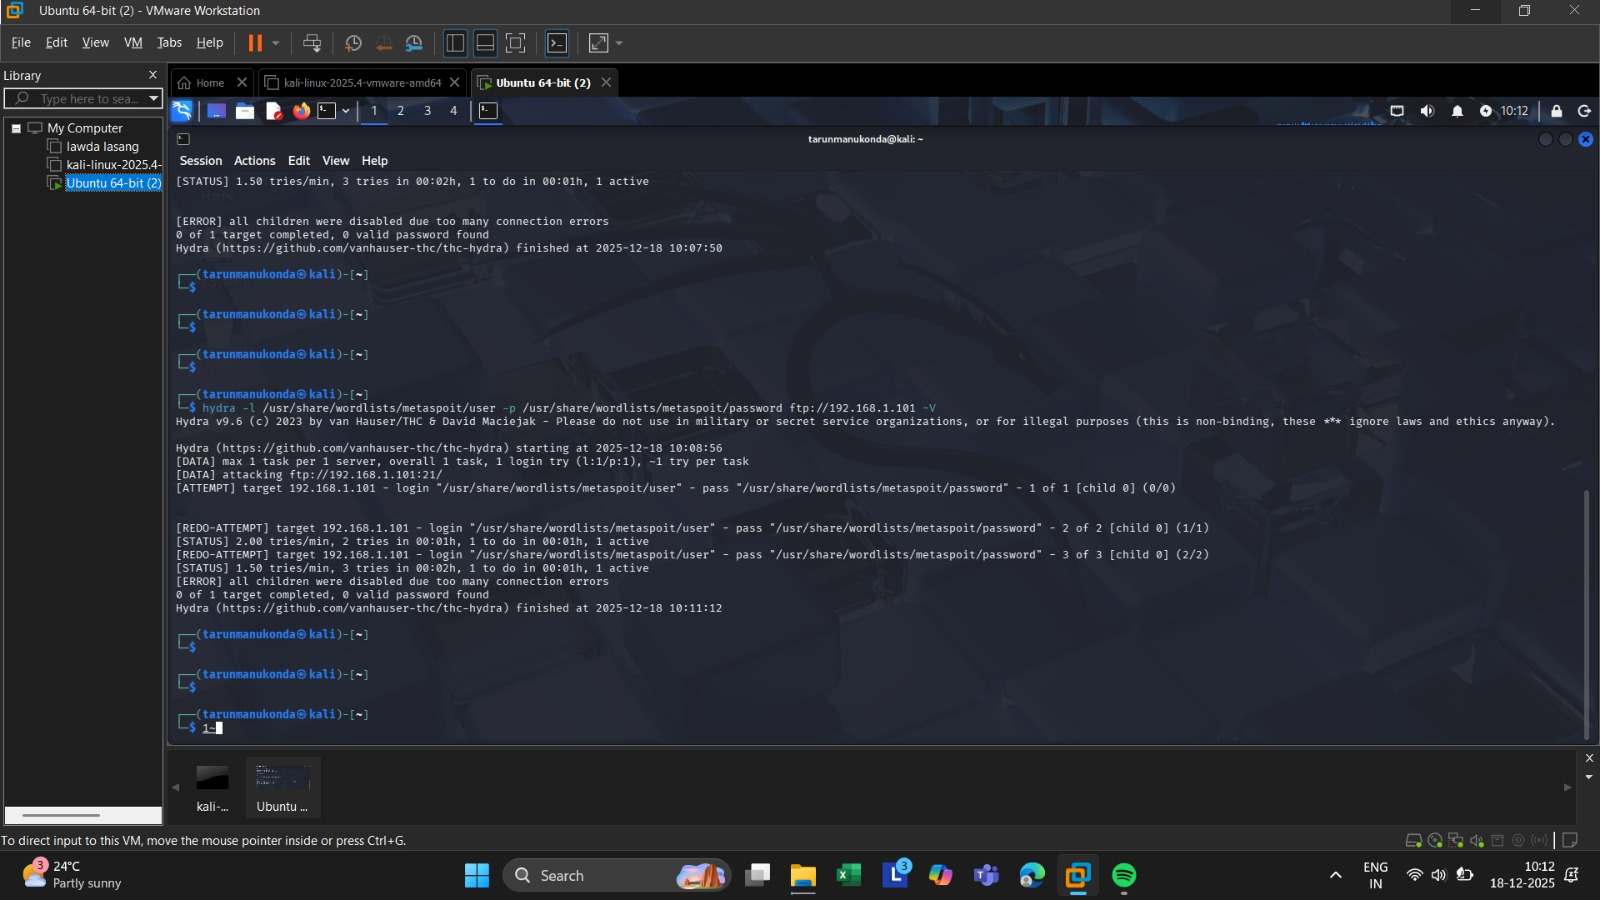 Ubuntu 64-bit (2) - VMware Workstation
File Edit View VM Tabs Help
Library
Home
kali-linux-2025.4-vmware-amd64
Ubuntu 64-bit (2)
Type here to sea...
My Computer
lawda lasang
kali-linux-2025.4-
Ubuntu 64-bit (2)
1 2 3 4
10:12
tarunmanukonda@kali: ~
Session Actions Edit View Help
[STATUS] 1.50 tries/min, 3 tries in 00:02h, 1 to do in 00:01h, 1 active
[ERROR] all children were disabled due too many connection errors
0 of 1 target completed, 0 valid password found
Hydra (https://github.com/vanhauser-thc/thc-hydra) finished at 2025-12-18 10:07:50
┌──(tarunmanukonda㉿kali)-[~]
└─$
┌──(tarunmanukonda㉿kali)-[~]
└─$
┌──(tarunmanukonda㉿kali)-[~]
└─$
┌──(tarunmanukonda㉿kali)-[~]
└─$ hydra -l /usr/share/wordlists/metaspoit/user -p /usr/share/wordlists/metaspoit/password ftp://192.168.1.101 -V
Hydra v9.6 (c) 2023 by van Hauser/THC & David Maciejak - Please do not use in military or secret service organizations, or for illegal purposes (this is non-binding, these *** ignore laws and ethics anyway).
Hydra (https://github.com/vanhauser-thc/thc-hydra) starting at 2025-12-18 10:08:56
[DATA] max 1 task per 1 server, overall 1 task, 1 login try (l:1/p:1), ~1 try per task
[DATA] attacking ftp://192.168.1.101:21/
[ATTEMPT] target 192.168.1.101 - login "/usr/share/wordlists/metaspoit/user" - pass "/usr/share/wordlists/metaspoit/password" - 1 of 1 [child 0] (0/0)
[REDO-ATTEMPT] target 192.168.1.101 - login "/usr/share/wordlists/metaspoit/user" - pass "/usr/share/wordlists/metaspoit/password" - 2 of 2 [child 0] (1/1)
[STATUS] 2.00 tries/min, 2 tries in 00:01h, 1 to do in 00:01h, 1 active
[REDO-ATTEMPT] target 192.168.1.101 - login "/usr/share/wordlists/metaspoit/user" - pass "/usr/share/wordlists/metaspoit/password" - 3 of 3 [child 0] (2/2)
[STATUS] 1.50 tries/min, 3 tries in 00:02h, 1 to do in 00:01h, 1 active
[ERROR] all children were disabled due too many connection errors
0 of 1 target completed, 0 valid password found
Hydra (https://github.com/vanhauser-thc/thc-hydra) finished at 2025-12-18 10:11:12
┌──(tarunmanukonda㉿kali)-[~]
└─$
┌──(tarunmanukonda㉿kali)-[~]
└─$
┌──(tarunmanukonda㉿kali)-[~]
└─$ 1~
kali-...
Ubuntu ...
To direct input to this VM, move the mouse pointer inside or press Ctrl+G.
3
24°C
Partly sunny
Search
3
ENG
IN
10:12
18-12-2025